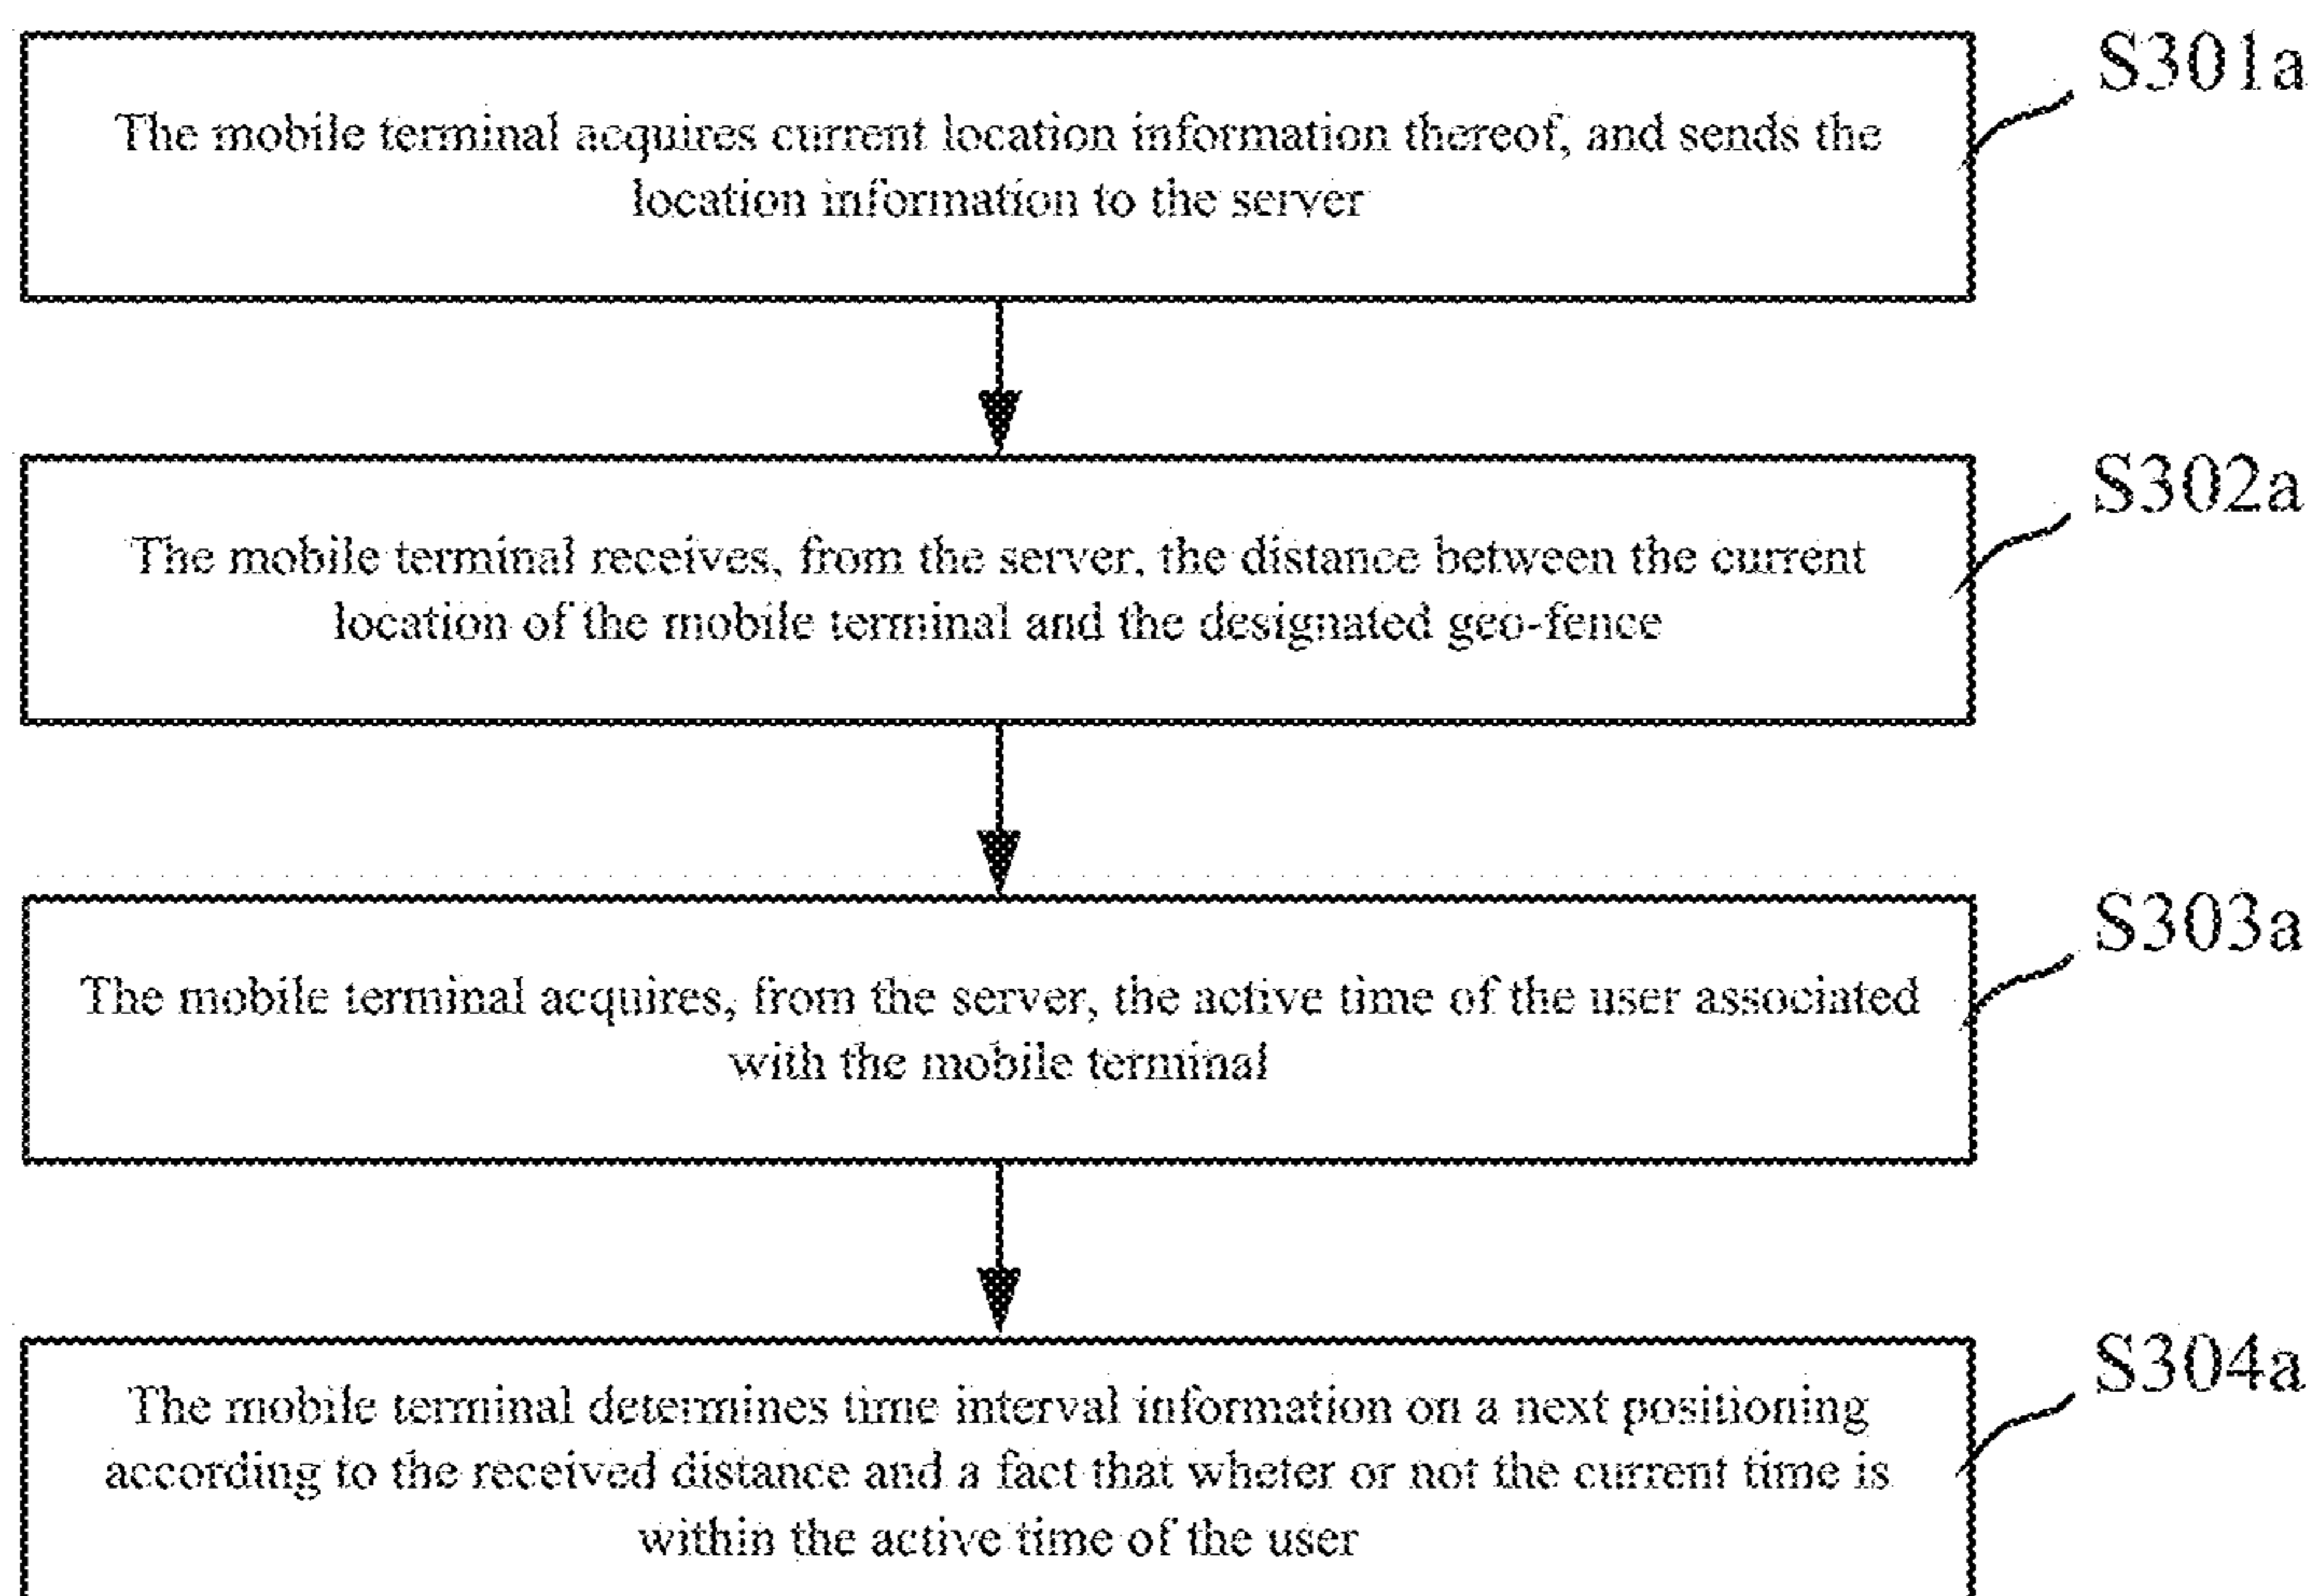 S301a
The mobile terminal acquires current location information thereof, and sends the
location information to the server
S302a
The mobile terminal receives, from the server, the distance between the current
location of the mobile terminal and the designated geo-fence
S303a
The mobile terminal acquires, from the server, the active time of the user associated
with the mobile terminal
S304a
The mobile terminal determines time interval information on a next positioning
according to the received distance and a fact that wheter or not the current time is
within the active time of the user